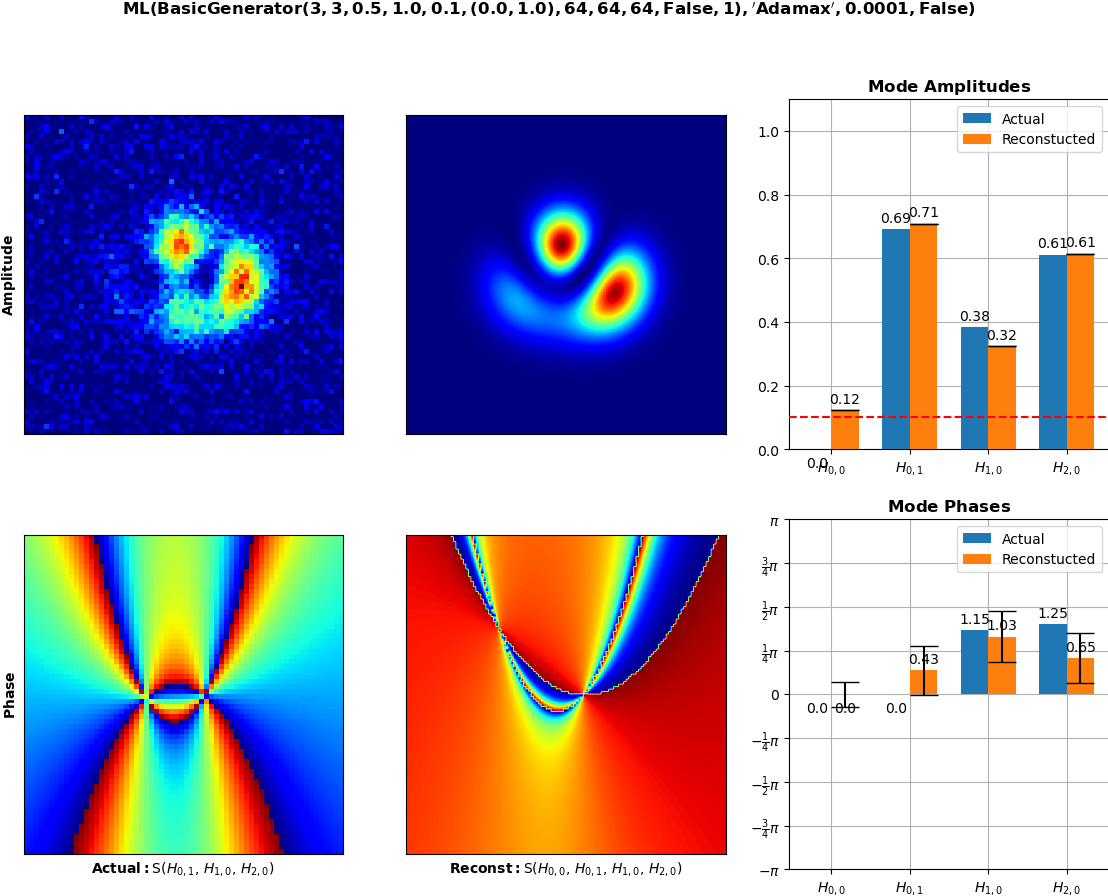 ML(BasicGenerator(3, 3, 0.5, 1.0, 0.1, (0.0, 1.0), 64, 64, 64, False, 1), 'Adamax', 0.0001, False)
Amplitude
Mode Amplitudes
Actual
Reconstucted
1.0
0.8
0.6
0.4
0.2
0.0
0.0
0.12
0.69
0.71
0.38
0.32
0.61
0.61
H0,0
H0,1
H1,0
H2,0
Phase
Actual: S(H0,1, H1,0, H2,0)
Reconst: S(H0,0, H0,1, H1,0, H2,0)
Mode Phases
Actual
Reconstucted
π
3/4π
1/2π
1/4π
0
−1/4π
−1/2π
−3/4π
−π
0.0
0.0
0.0
0.43
1.15
1.03
1.25
0.65
H0,0
H0,1
H1,0
H2,0